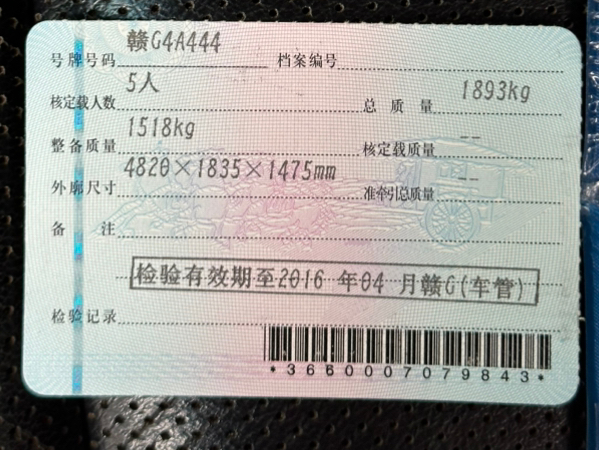 号牌号码 赣G4A444 档案编号
核定载人数 5人 总质量 1893kg
整备质量 1518kg 核定载质量 --
外廓尺寸 4820×1835×1475mm 准牵引总质量 --
备注
检验有效期至2016 年04 月赣G(车管)
检验记录
*3660007079843*